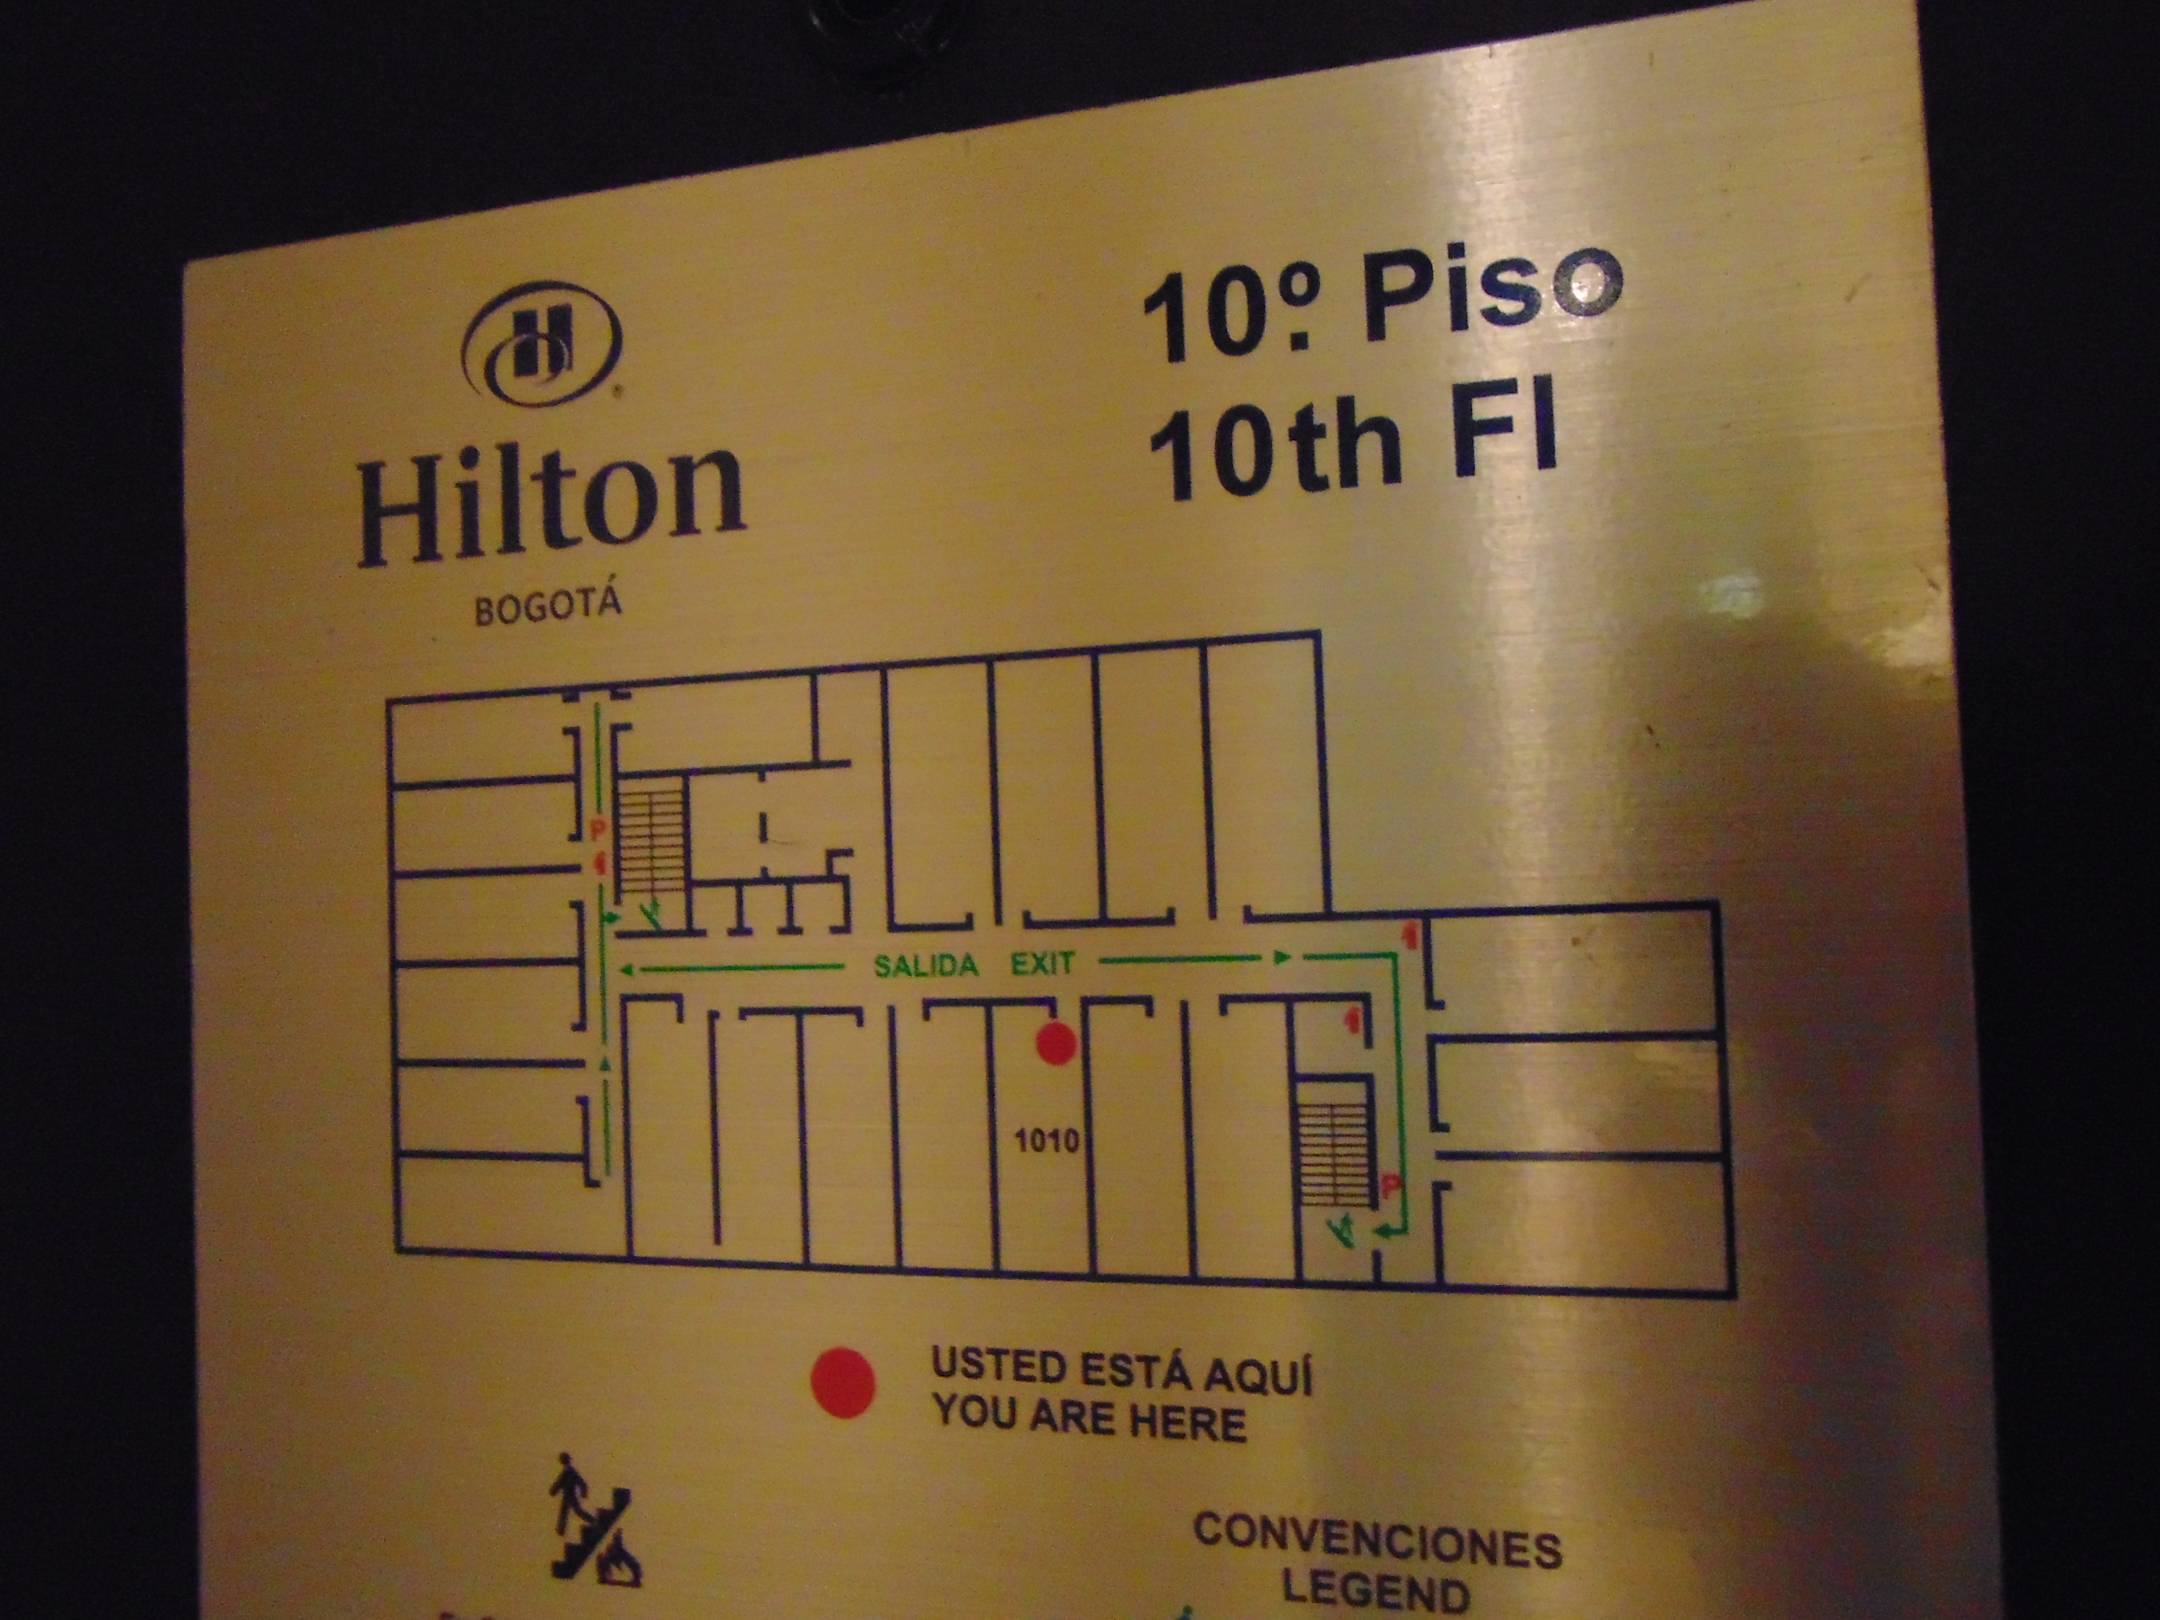 10º. Piso
10th Fl
Hilton
BOGOTÁ
P
SALIDA EXIT
1010
P
USTED ESTÁ AQUÍ
YOU ARE HERE
CONVENCIONES
LEGEND